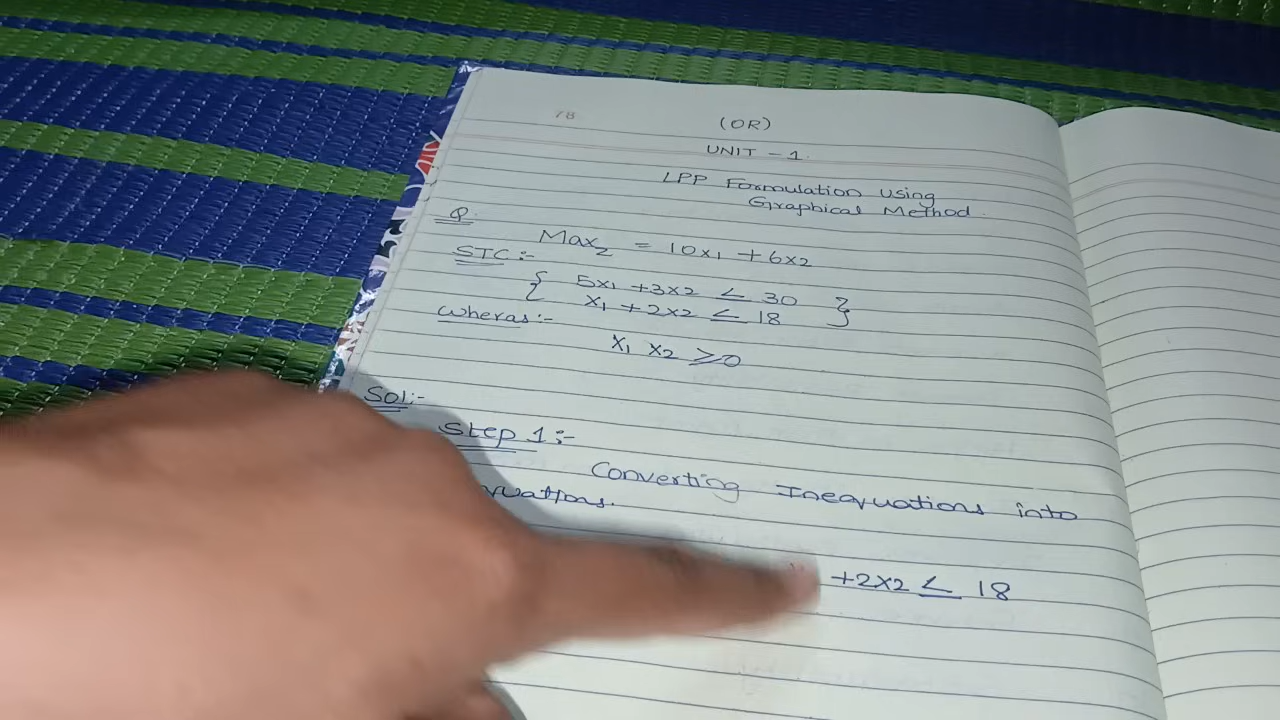 78
(OR)
UNIT - 1.
LPP Formulation using
Graphical Method.
Q.
Max z = 10x1 + 6x2
STC:-
{ 5x1 + 3x2 ≤ 30 }
{ x1 + 2x2 ≤ 18 }
Wheras:-
x1 x2 ≥ 0
Sol:-
Step 1:-
Converting Inequations into
+ 2x2 ≤ 18